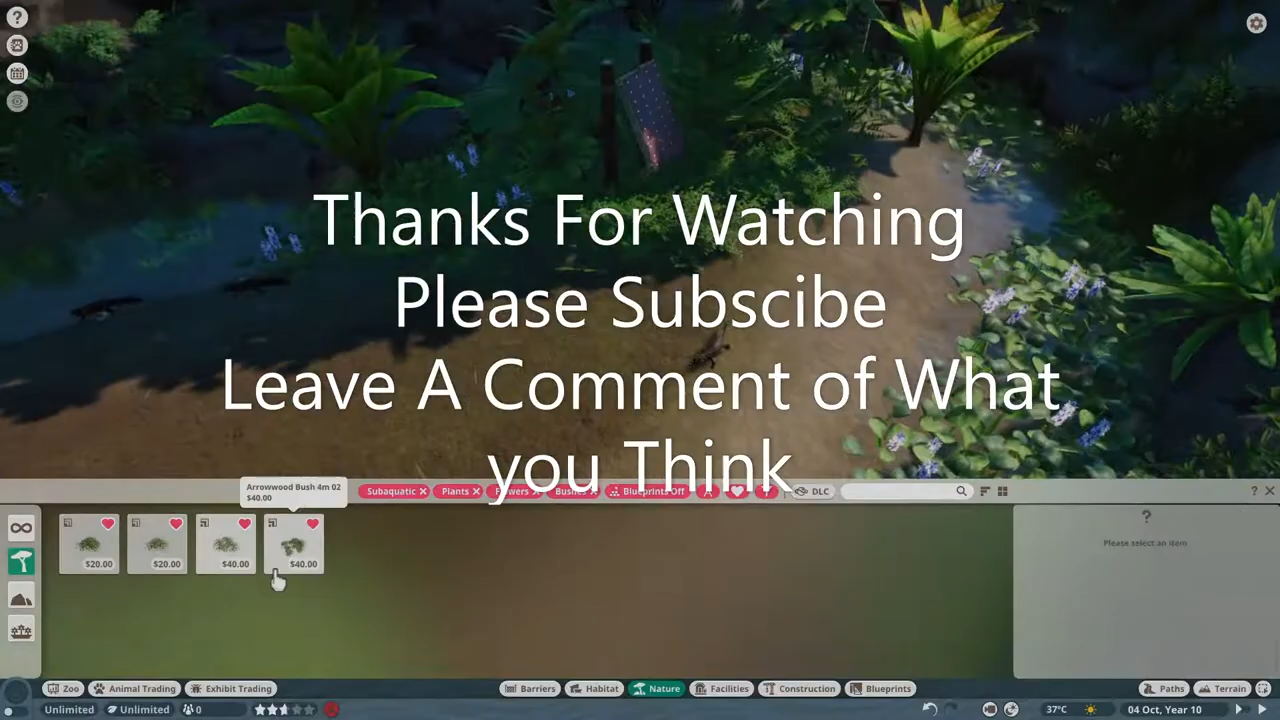 Thanks For Watching
Please Subscibe
Leave A Comment of What
you Think
Arrowwood Bush 4m 02
$40.00
Subaquatic
Plants
Flowers
Bushes
Blueprints Off
DLC
$20.00
$20.00
$40.00
$40.00
Please select an item
Zoo
Animal Trading
Exhibit Trading
Barriers
Habitat
Nature
Facilities
Construction
Blueprints
Paths
Terrain
Unlimited
Unlimited
0
37°C
04 Oct, Year 10